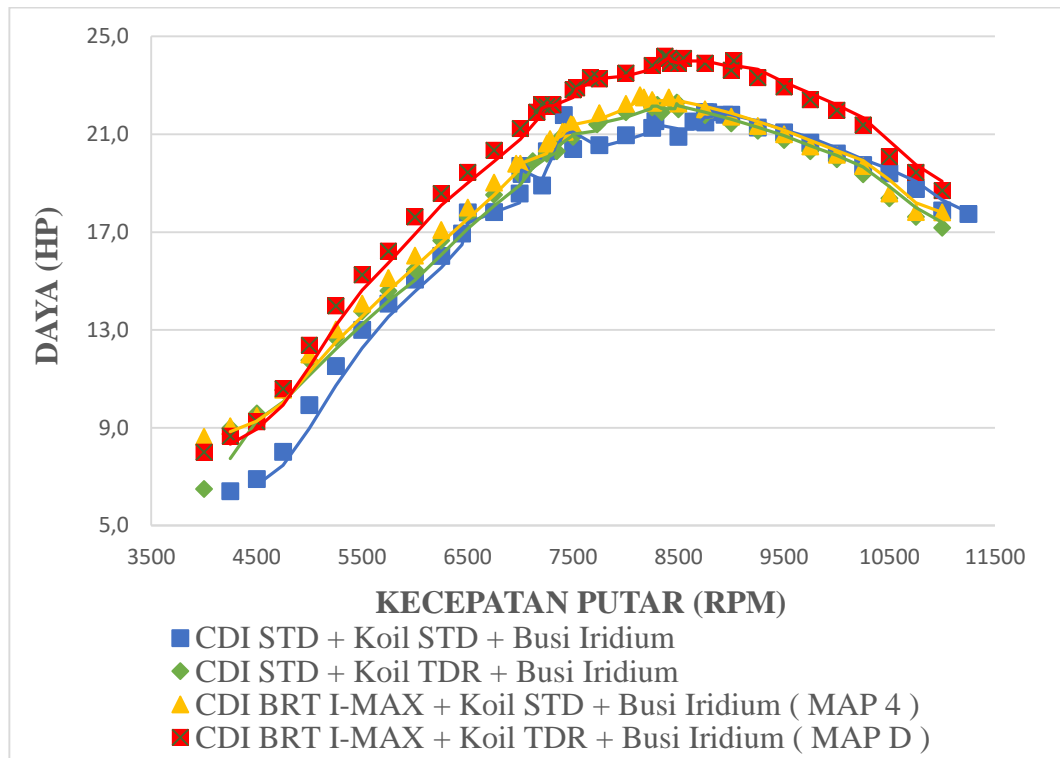 25,0
21,0
17,0
13,0
9,0
5,0
DAYA (HP)
3500 4500 5500 6500 7500 8500 9500 10500 11500
KECEPATAN PUTAR (RPM)
CDI STD + Koil STD + Busi Iridium
CDI STD + Koil TDR + Busi Iridium
CDI BRT I-MAX + Koil STD + Busi Iridium ( MAP 4 )
CDI BRT I-MAX + Koil TDR + Busi Iridium ( MAP D )